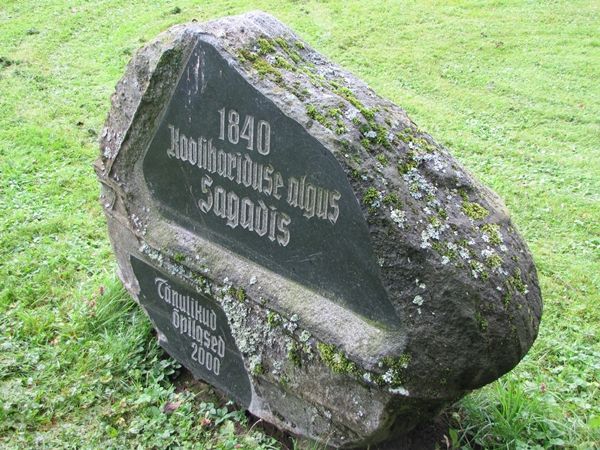 1840
Koolihariduse algus
Sagadis
Tänulikud
õpilased
2000